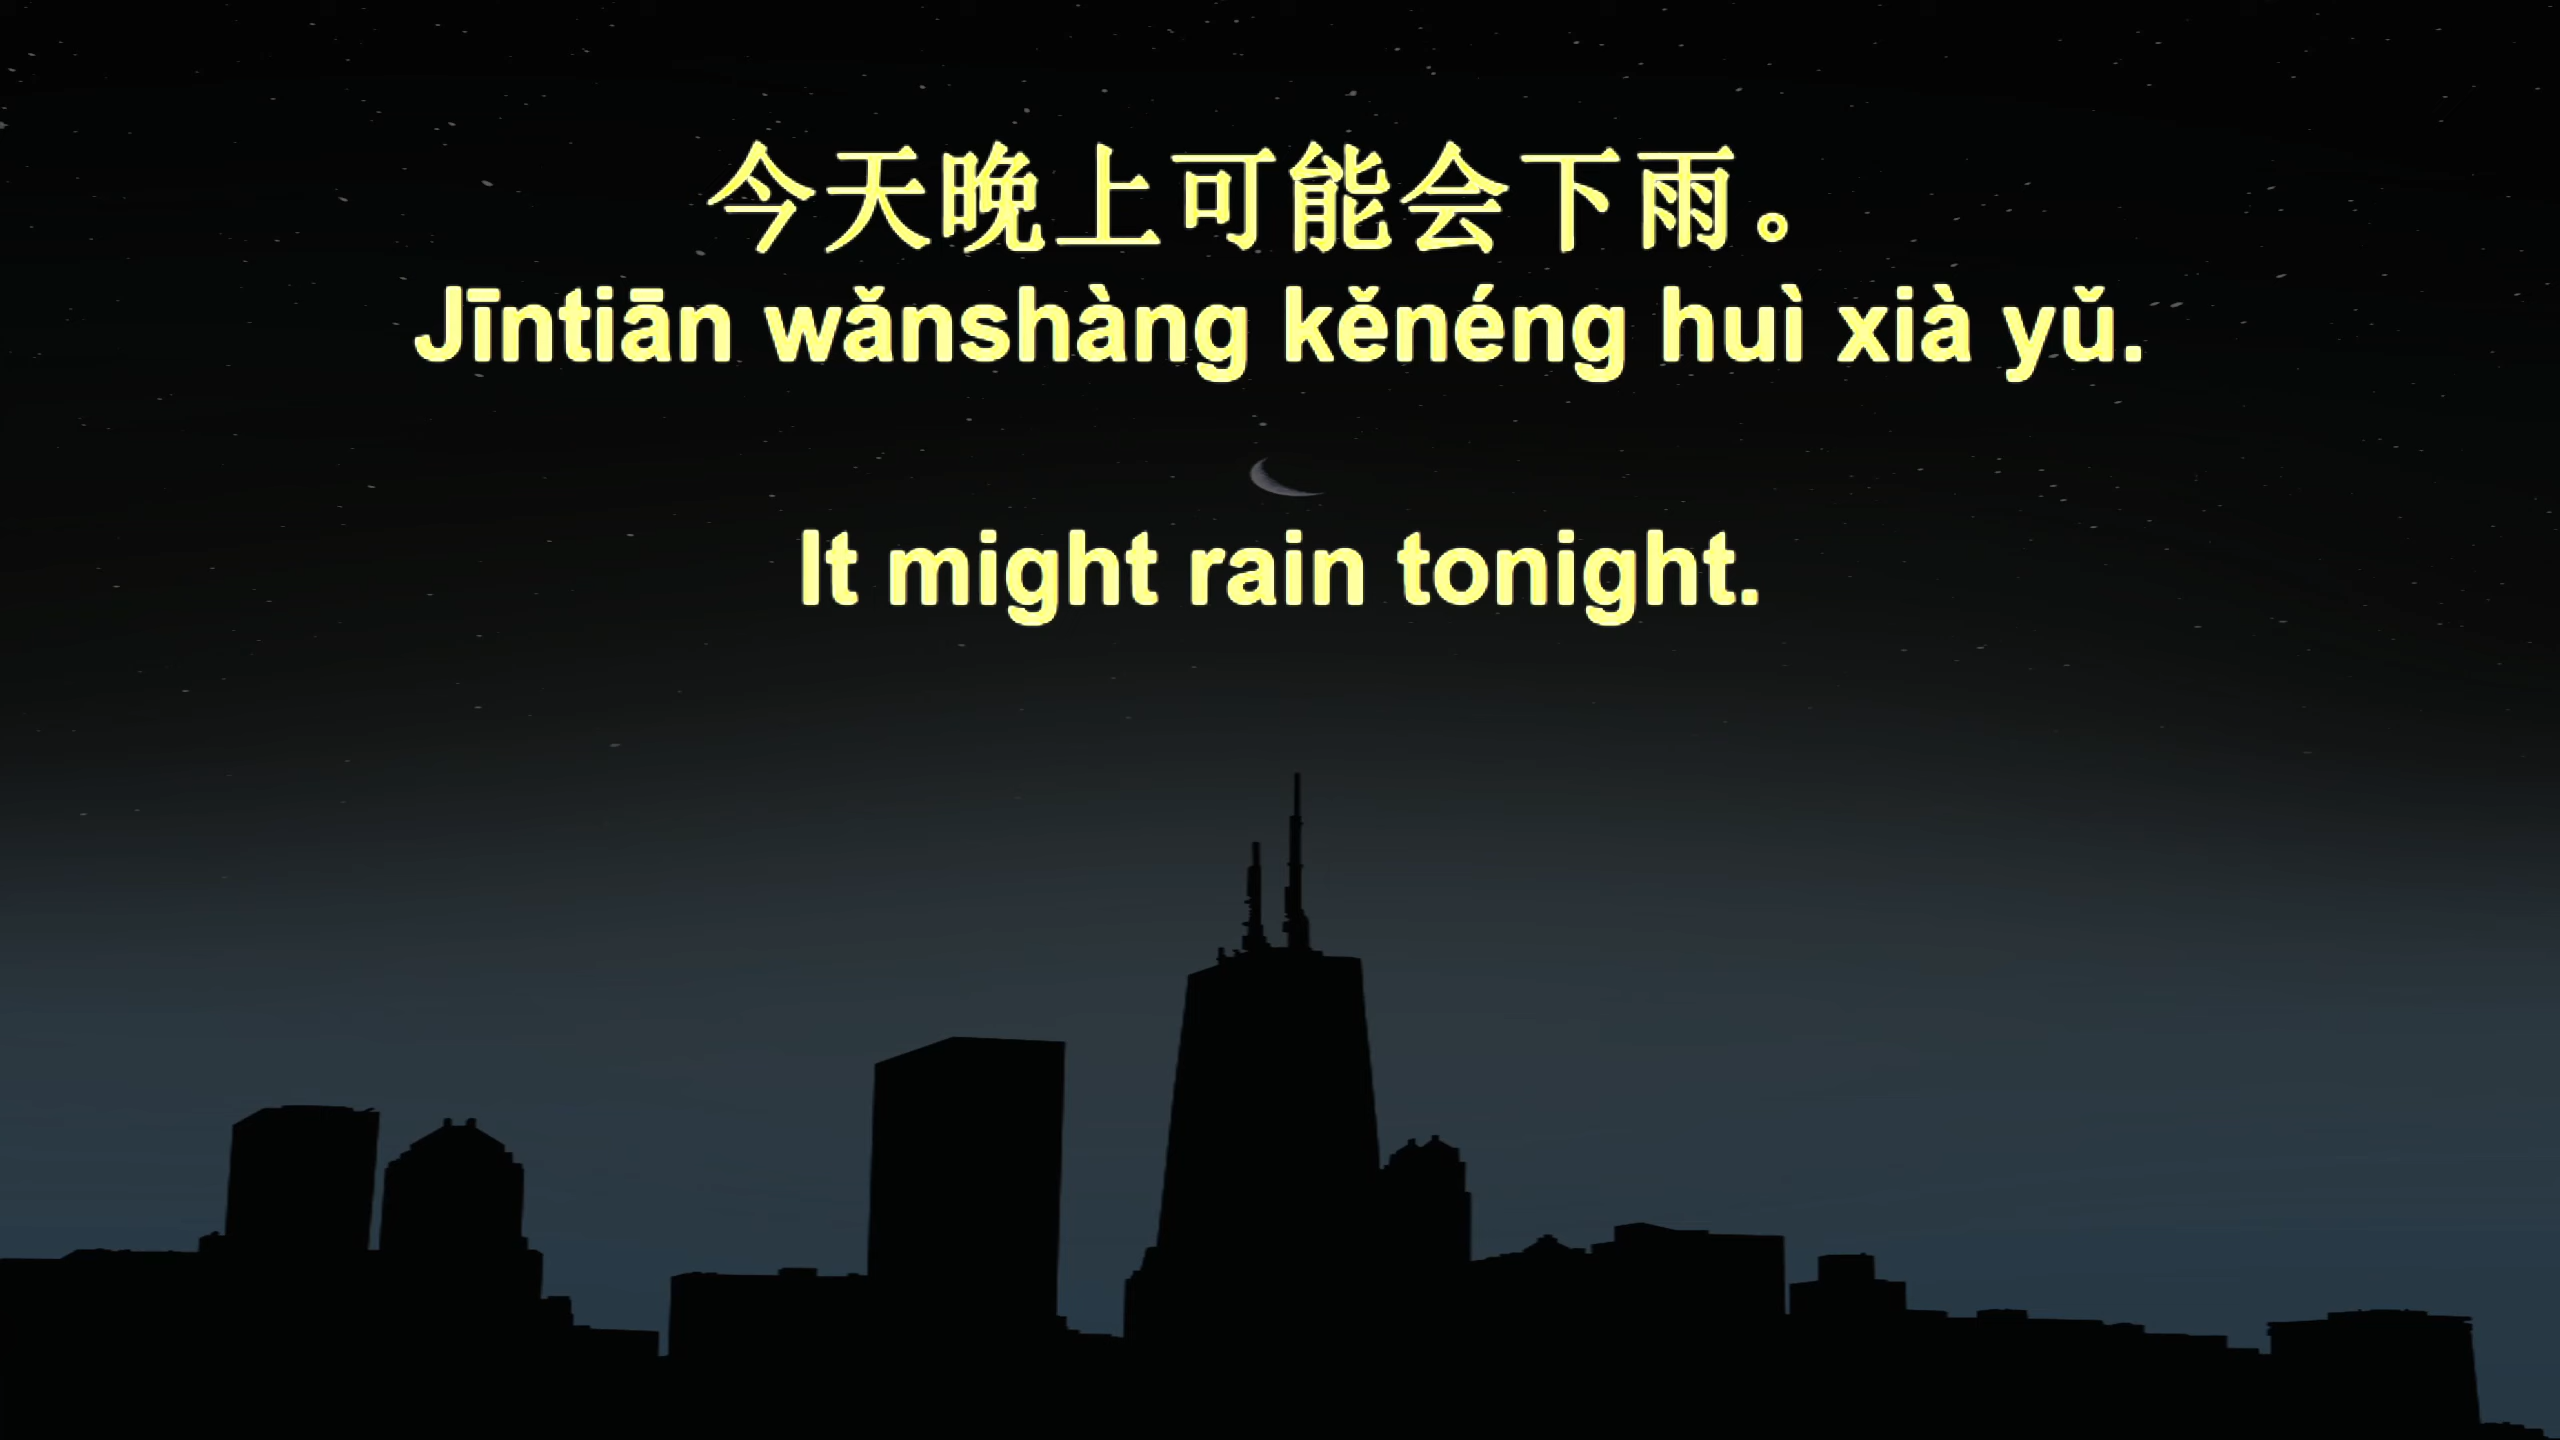 今天晚上可能会下雨。
Jīntiān wǎnshàng kěnéng huì xià yǔ.
It might rain tonight.